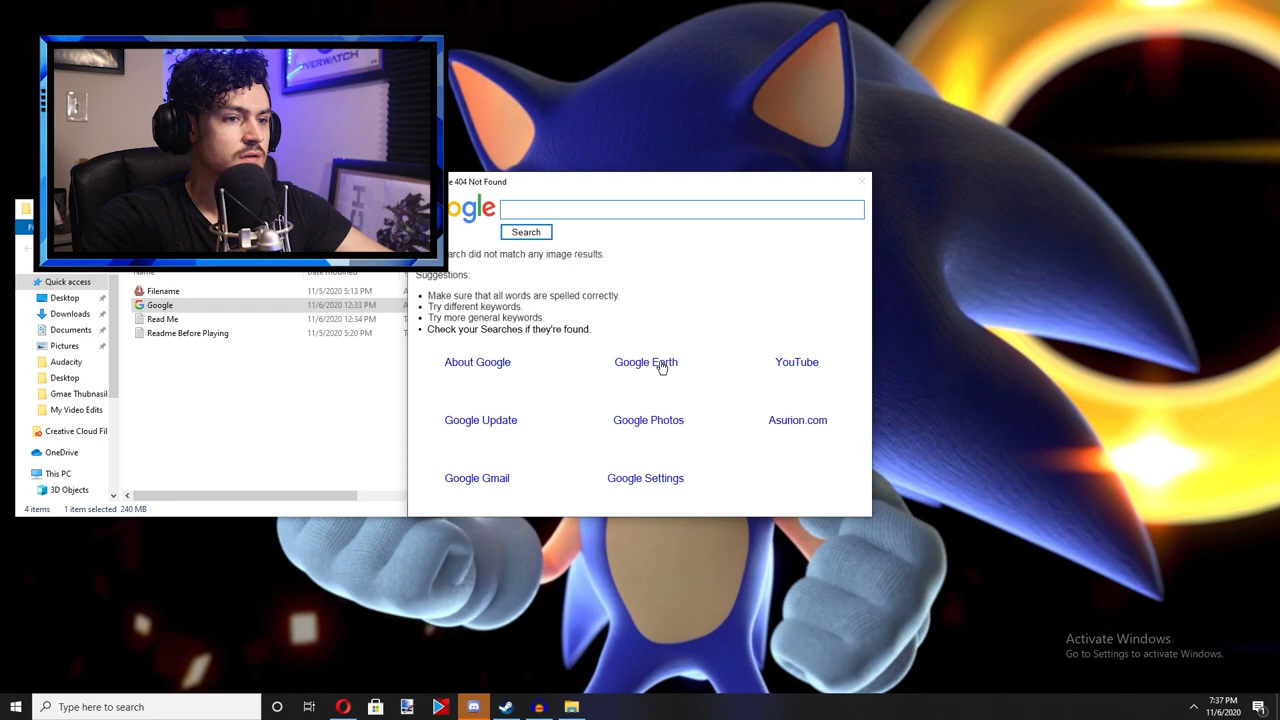 OVERWATCH
e 404 Not Found
ogle
Search
arch did not match any image results.
Suggestions:
• Make sure that all words are spelled correctly.
• Try different keywords.
• Try more general keywords.
• Check your Searches if they're found.
About Google Google Earth YouTube
Google Update Google Photos Asurion.com
Google Gmail Google Settings
Name Date modified
Quick access
Desktop
Downloads
Documents
Pictures
Audacity
Desktop
Gmae Thubnasil
My Video Edits
Creative Cloud Fil
OneDrive
This PC
3D Objects
Filename 11/5/2020 5:13 PM
Google 11/6/2020 12:33 PM
Read Me 11/6/2020 12:34 PM
Readme Before Playing 11/5/2020 5:20 PM
4 items 1 item selected 240 MB
Activate Windows
Go to Settings to activate Windows.
Type here to search
7:37 PM
11/6/2020